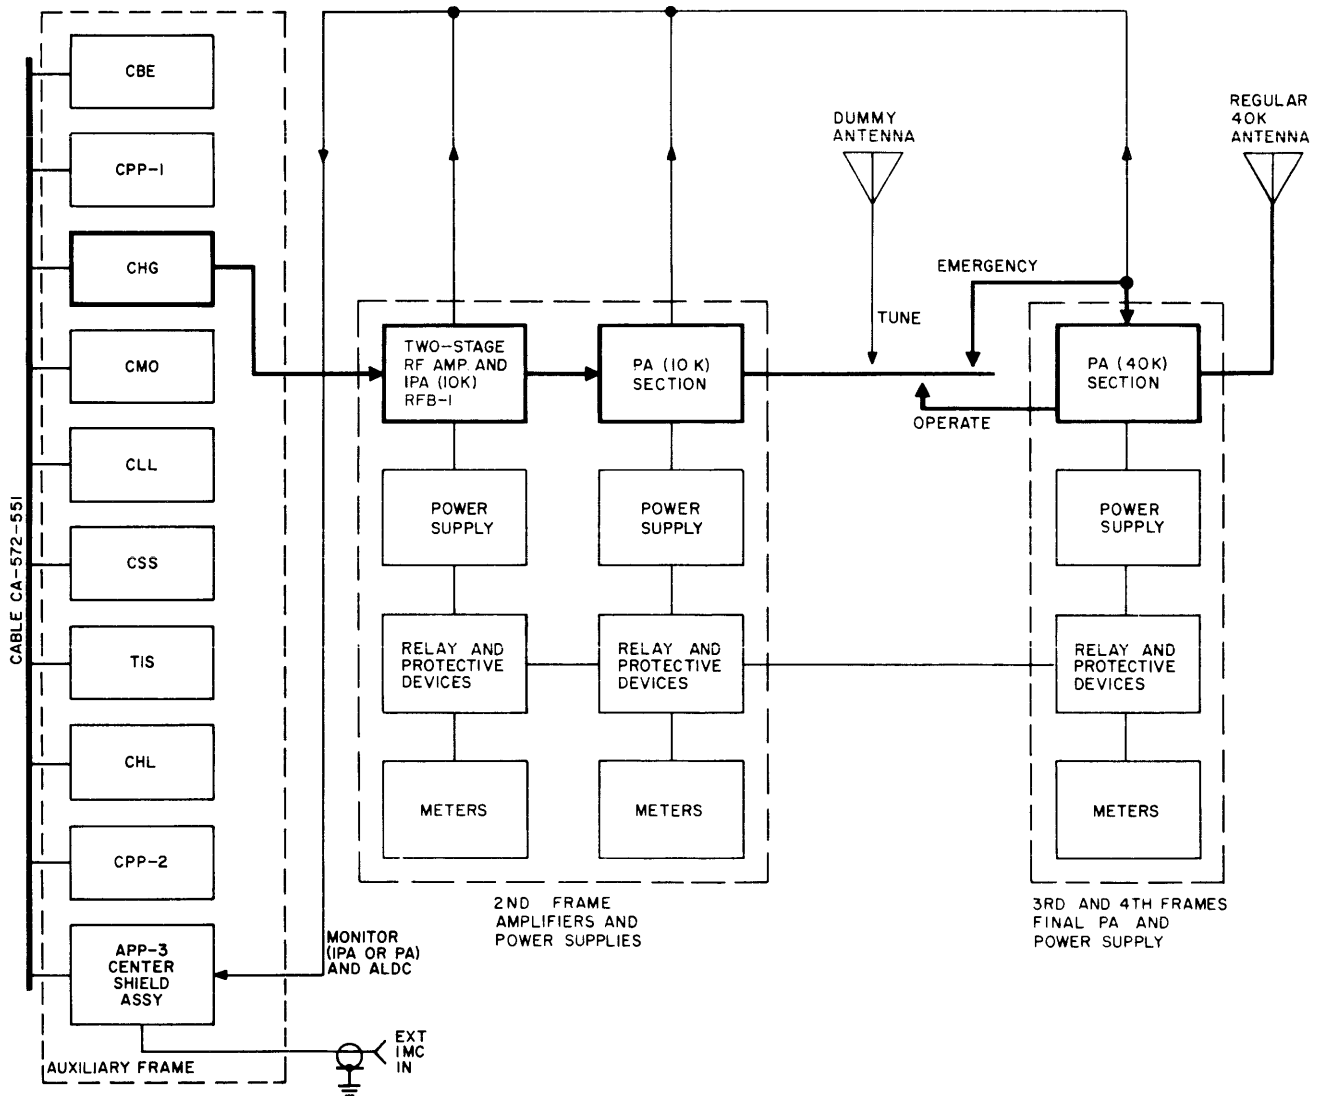 CBE
CPP-1
CHG
CMO
CLL
CSS
TIS
CHL
CPP-2
APP-3
CENTER
SHIELD
ASSY
AUXILIARY FRAME
CABLE CA-572-551
MONITOR
(IPA OR PA)
AND ALDC
EXT
IMC
IN
TWO-STAGE
RF AMP. AND
IPA (10K)
RFB-1
POWER
SUPPLY
RELAY AND
PROTECTIVE
DEVICES
METERS
PA (10 K)
SECTION
POWER
SUPPLY
RELAY AND
PROTECTIVE
DEVICES
METERS
2ND FRAME
AMPLIFIERS AND
POWER SUPPLIES
DUMMY
ANTENNA
TUNE
EMERGENCY
OPERATE
REGULAR
40K
ANTENNA
PA (40K)
SECTION
POWER
SUPPLY
RELAY AND
PROTECTIVE
DEVICES
METERS
3RD AND 4TH FRAMES
FINAL PA AND
POWER SUPPLY